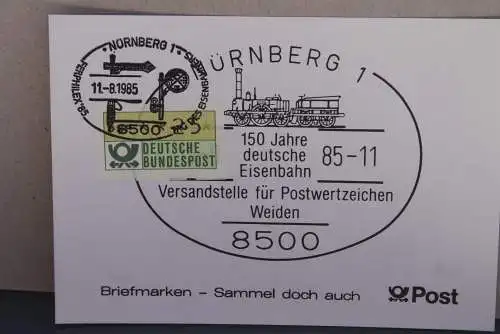 · NÜRNBERG 1 ·
11.-8.1985
8500
DEUTSCHE
BUNDESPOST
NÜRNBERG 1
150 Jahre
deutsche
Eisenbahn
85-11
Versandstelle für Postwertzeichen
Weiden
8500
Briefmarken – Sammel doch auch
Post